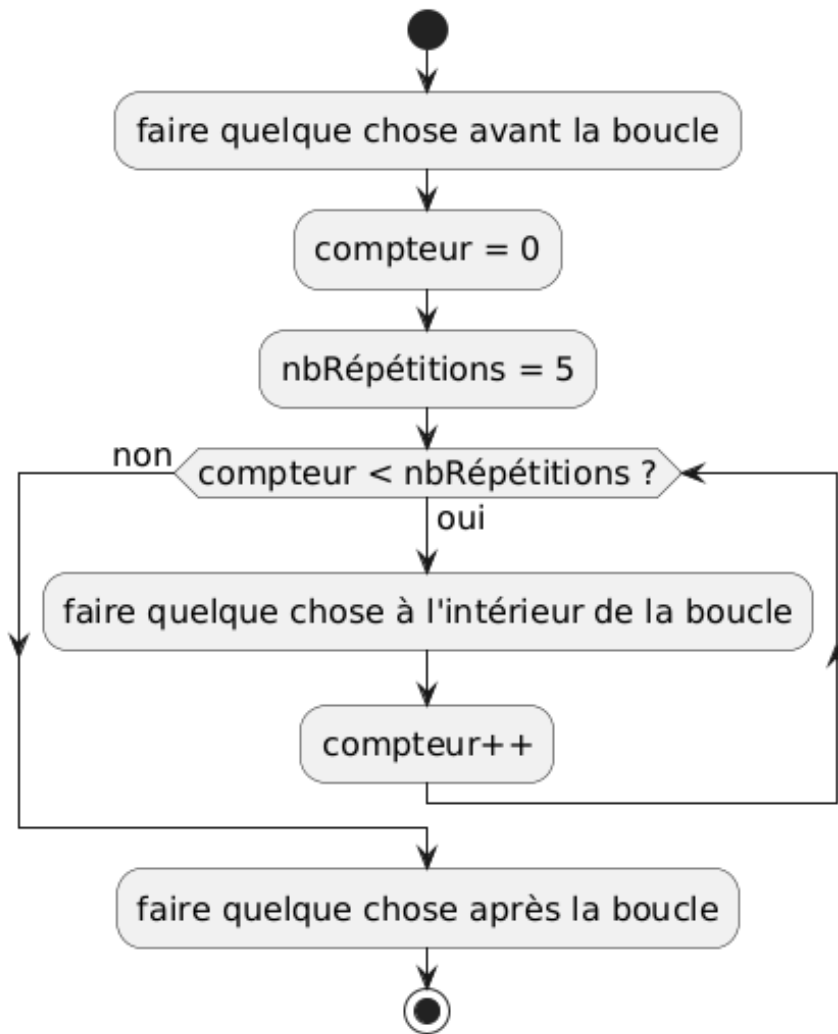 faire quelque chose avant la boucle
compteur = 0
nbRépétitions = 5
non
compteur < nbRépétitions ?
oui
faire quelque chose à l'intérieur de la boucle
compteur++
faire quelque chose après la boucle